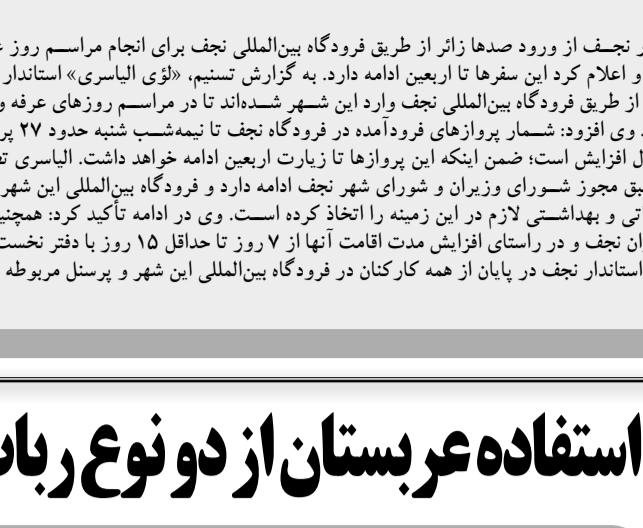 نجف از ورود صدها زائر از طریق فرودگاه بین‌المللی نجف برای انجام مراسم روز
و اعلام کرد این سفرها تا اربعین ادامه دارد. به گزارش تسنیم، «لؤی الیاسری» استاندار
از طریق فرودگاه بین‌المللی نجف وارد این شهر شده‌اند تا در مراسم روزهای عرفه و
وی افزود: شمار پروازهای فرودآمده در فرودگاه نجف تا نیمه‌شب شنبه حدود ۲۷
افزایش است؛ ضمن اینکه این پروازها تا زیارت اربعین ادامه خواهد داشت. الیاسری
مجوز شورای وزیران و شورای شهر نجف ادامه دارد و فرودگاه بین‌المللی این شهر
و بهداشتی لازم در این زمینه را اتخاذ کرده است. وی در ادامه تأکید کرد:
نجف و در راستای افزایش مدت اقامت آنها از ۷ روز تا حداقل ۱۵ روز با دفتر نخست
استاندار نجف در پایان از همه کارکنان در فرودگاه بین‌المللی این شهر و پرسنل مربوطه
استفاده عربستان از دو نوع